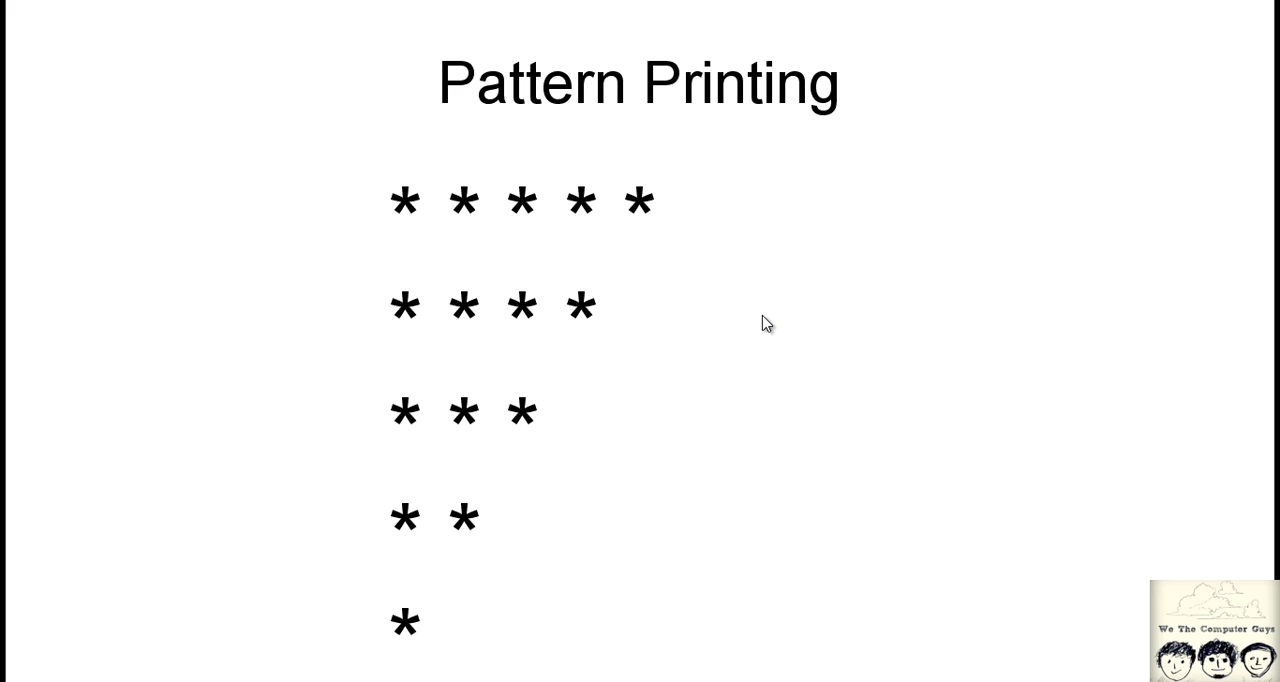 Pattern Printing
* * * * *
* * * *
* * *
* *
*
We The Computer Guys